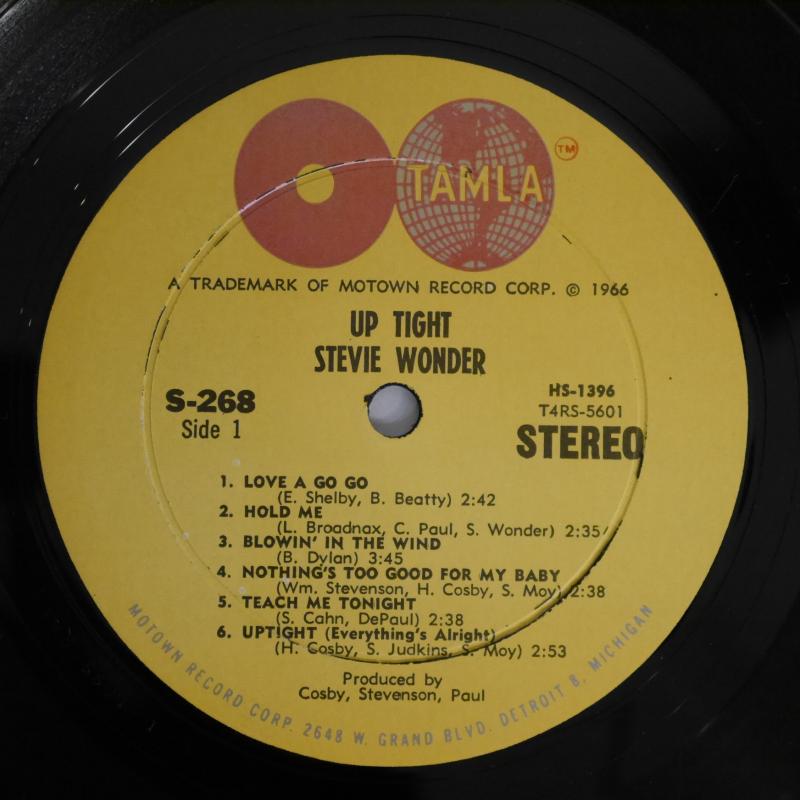 TAMLA
TM
A TRADEMARK OF MOTOWN RECORD CORP. © 1966
UP TIGHT
STEVIE WONDER
S-268
Side 1
HS-1396
T4RS-5601
STEREO
1. LOVE A GO GO
(E. Shelby, B. Beatty) 2:42
2. HOLD ME
(L. Broadnax, C. Paul, S. Wonder) 2:35
3. BLOWIN' IN THE WIND
(B. Dylan) 3:45
4. NOTHING'S TOO GOOD FOR MY BABY
(Wm. Stevenson, H. Cosby, S. Moy) 2:38
5. TEACH ME TONIGHT
(S. Cahn, DePaul) 2:38
6. UPTIGHT (Everything's Alright)
(H. Cosby, S. Judkins, S. Moy) 2:53
Produced by
Cosby, Stevenson, Paul
MOTOWN RECORD CORP. 2648 W. GRAND BLVD. DETROIT 8, MICHIGAN